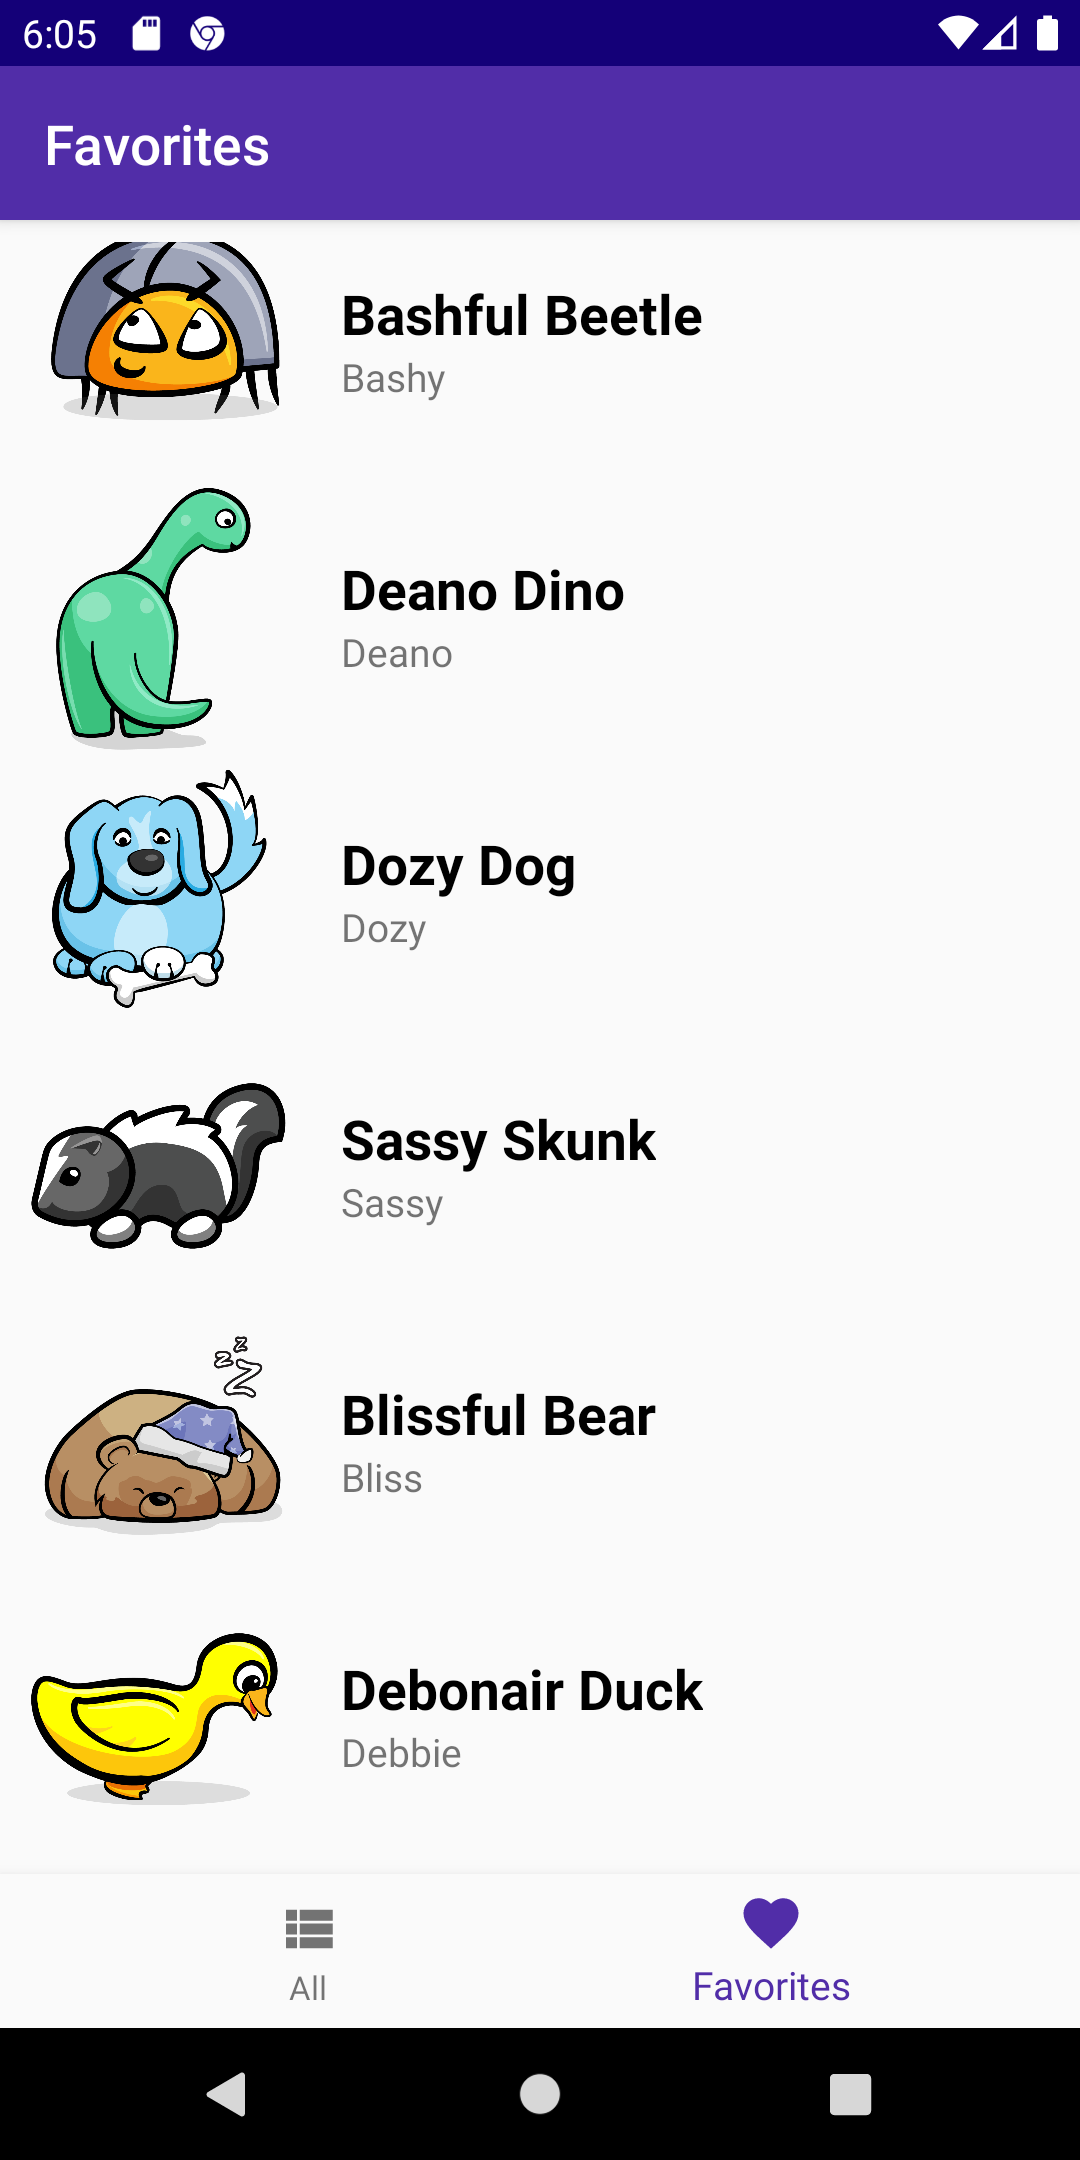 6:05
Favorites
Bashful Beetle
Bashy
Deano Dino
Deano
Dozy Dog
Dozy
Sassy Skunk
Sassy
zzZ
Blissful Bear
Bliss
Debonair Duck
Debbie
All
Favorites